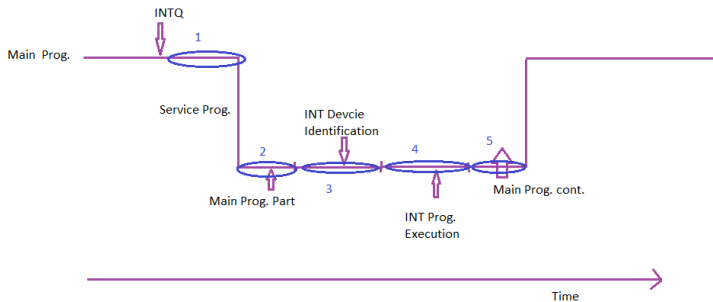 INTQ
1
Main Prog.
Service Prog.
INT Devcie
Identification
2
3
4
5
Main Prog. Part
INT Prog.
Execution
Main Prog. cont.
Time